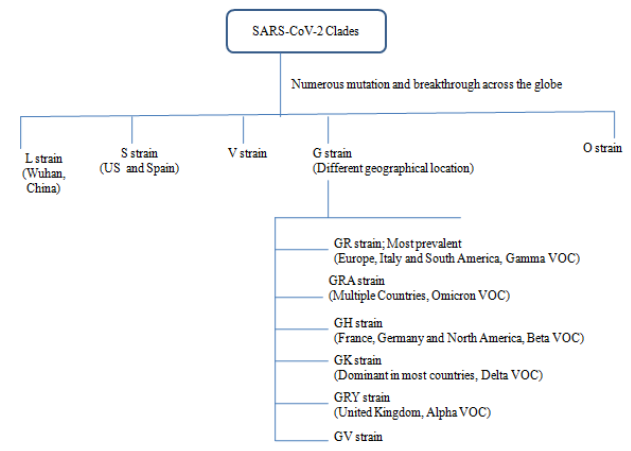 SARS-CoV-2 Clades
Numerous mutation and breakthrough across the globe
L strain
(Wuhan,
China)
S strain
(US and Spain)
V strain
G strain
(Different geographical location)
O strain
GR strain; Most prevalent
(Europe, Italy and South America, Gamma VOC)
GRA strain
(Multiple Countries, Omicron VOC)
GH strain
(France, Germany and North America, Beta VOC)
GK strain
(Dominant in most countries, Delta VOC)
GRY strain
(United Kingdom, Alpha VOC)
GV strain